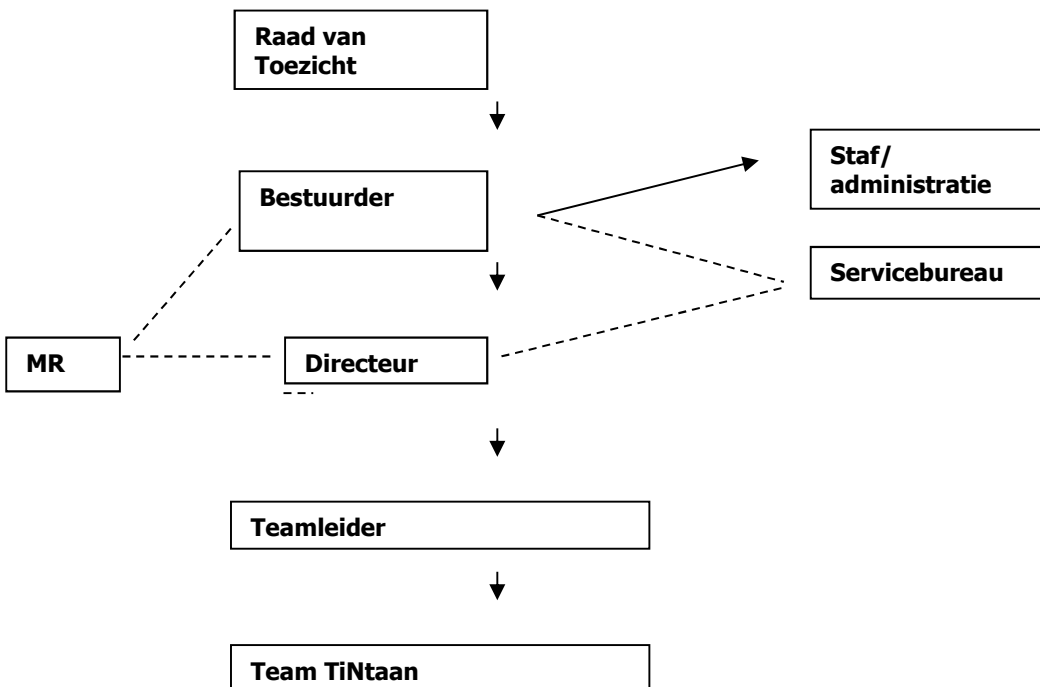 Raad van
Toezicht
Staf/
administratie
Bestuurder
Servicebureau
MR
Directeur
Teamleider
Team TiNtaan